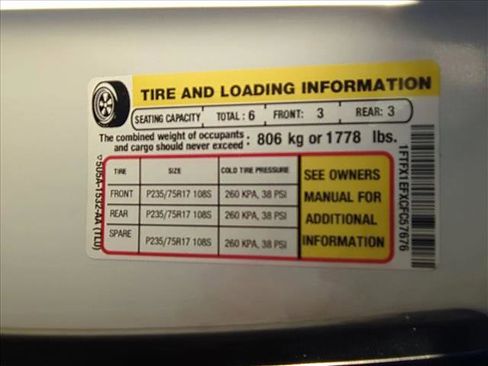 TIRE AND LOADING INFORMATION
SEATING CAPACITY TOTAL: 6 FRONT: 3 REAR: 3
The combined weight of occupants and cargo should never exceed: 806 kg or 1778 lbs.
TIRE SIZE COLD TIRE PRESSURE
FRONT P235/75R17 108S 260 KPA, 38 PSI
REAR P235/75R17 108S 260 KPA, 38 PSI
SPARE P235/75R17 108S 260 KPA, 38 PSI
SEE OWNERS
MANUAL FOR
ADDITIONAL
INFORMATION
1FTFX1EFXCFC57676